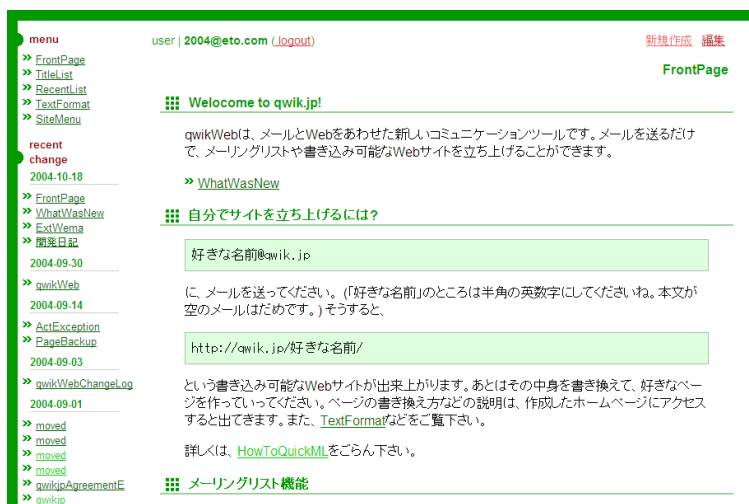 menu
FrontPage
TitleList
RecentList
TextFormat
SiteMenu
recent
change
2004-10-18
FrontPage
WhatWasNew
ExtWema
開発日記
2004-09-30
qwikWeb
2004-09-14
ActException
PageBackup
2004-09-03
qwikWebChangeLog
2004-09-01
moved
moved
moved
moved
qwikjpAgreementE
qwikjp
user | 2004@eto.com (.logout)
新規作成 編集
FrontPage
Welocome to qwik.jp!
qwikWebは、メールとWebをあわせた新しいコミュニケーションツールです。メールを送るだけ
で、メーリングリストや書き込み可能なWebサイトを立ち上げることができます。
WhatWasNew
自分でサイトを立ち上げるには?
好きな名前@qwik.jp
に、メールを送ってください。(「好きな名前」のところは半角の英数字にしてくださいね。本文が
空のメールはだめです。)そうすると、
http://qwik.jp/好きな名前/
という書き込み可能なWebサイトが出来上がります。あとはその中身を書き換えて、好きなペー
ジを作っていってください。ページの書き換え方などの説明は、作成したホームページにアクセス
すると出てきます。また、TextFormatなどをご覧下さい。
詳しくは、HowToQuickMLをごらん下さい。
メーリングリスト機能